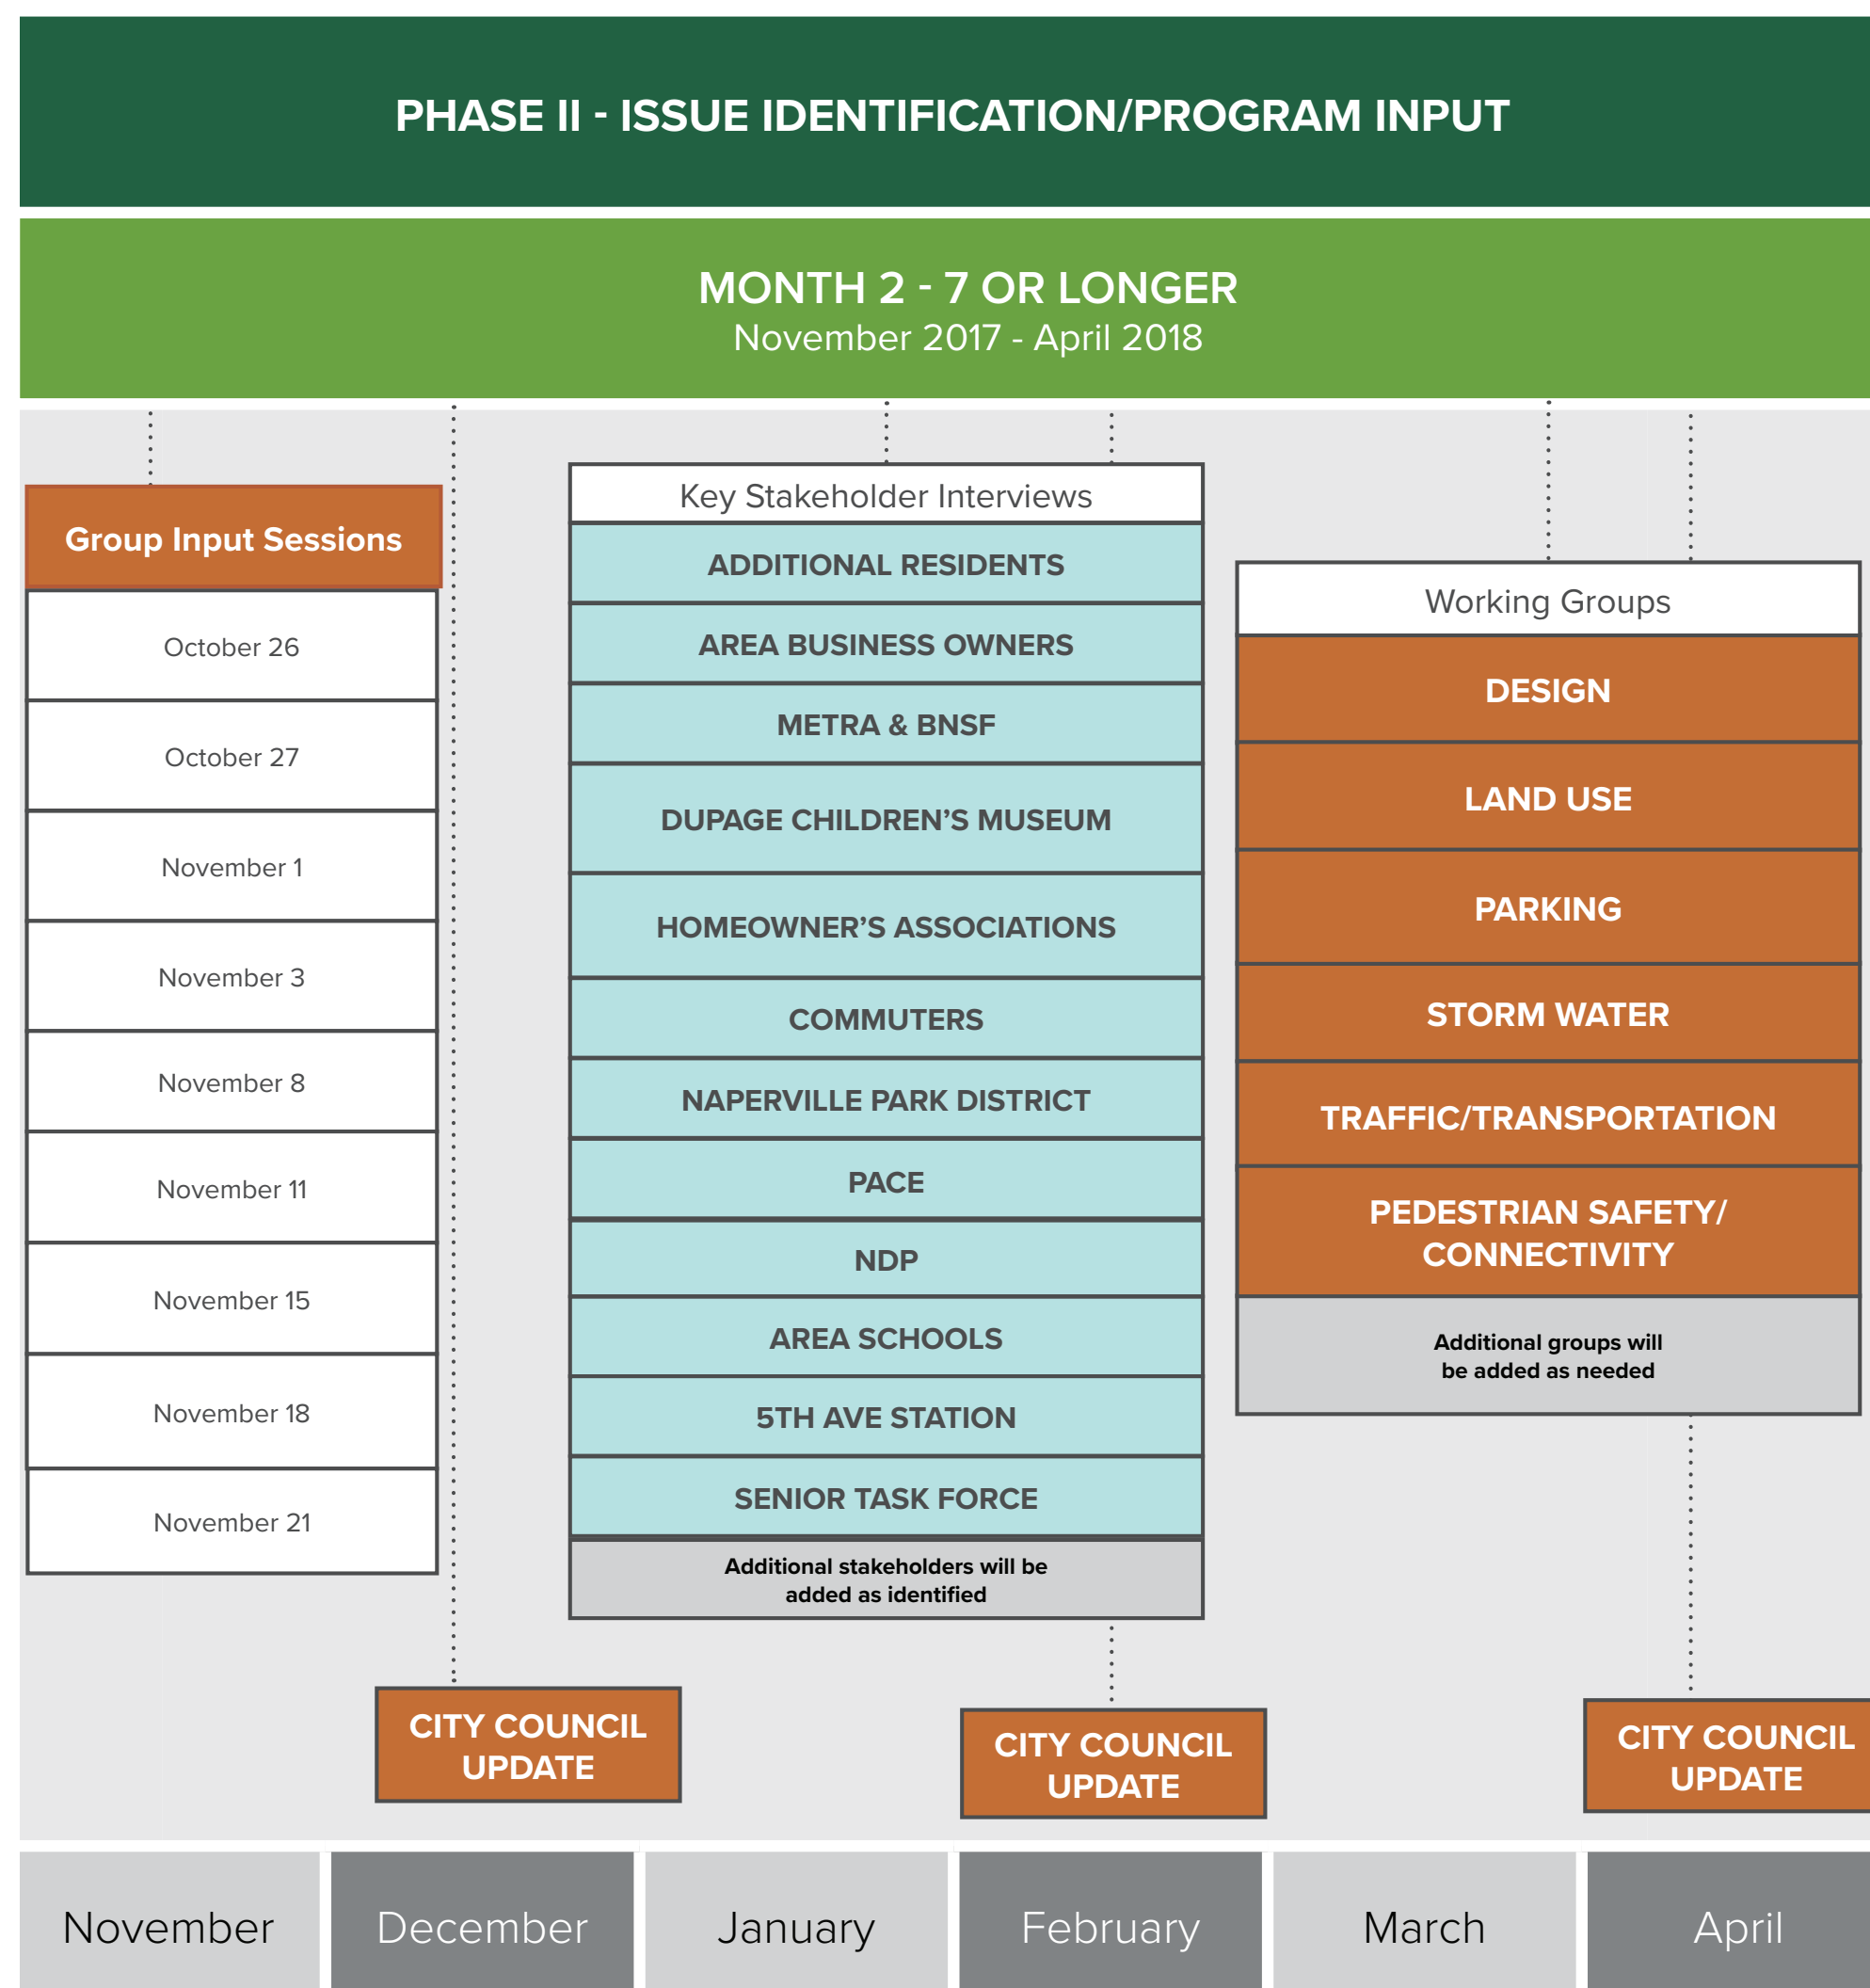 PHASE II - ISSUE IDENTIFICATION/PROGRAM INPUT
MONTH 2 - 7 OR LONGER
November 2017 - April 2018
Group Input Sessions
October 26
October 27
November 1
November 3
November 8
November 11
November 15
November 18
November 21
Key Stakeholder Interviews
ADDITIONAL RESIDENTS
AREA BUSINESS OWNERS
METRA & BNSF
DUPAGE CHILDREN’S MUSEUM
HOMEOWNER’S ASSOCIATIONS
COMMUTERS
NAPERVILLE PARK DISTRICT
PACE
NDP
AREA SCHOOLS
5TH AVE STATION
SENIOR TASK FORCE
Additional stakeholders will be
added as identified
Working Groups
DESIGN
LAND USE
PARKING
STORM WATER
TRAFFIC/TRANSPORTATION
PEDESTRIAN SAFETY/
CONNECTIVITY
Additional groups will
be added as needed
CITY COUNCIL
UPDATE
CITY COUNCIL
UPDATE
CITY COUNCIL
UPDATE
November
December
January
February
March
April